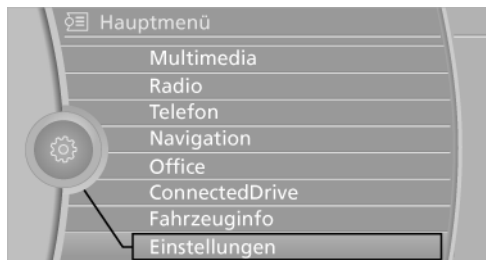 Hauptmenü
Multimedia
Radio
Telefon
Navigation
Office
ConnectedDrive
Fahrzeuginfo
Einstellungen